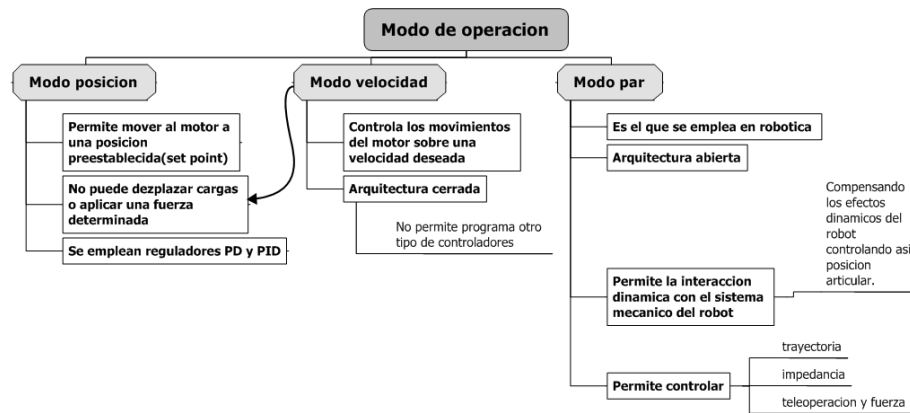 Modo de operacion
Modo posicion
Permite mover al motor a
una posicion
preestablecida(set point)
No puede dezplazar cargas
o aplicar una fuerza
determinada
Se emplean reguladores PD y PID
Modo velocidad
Controla los movimientos
del motor sobre una
velocidad deseada
Arquitectura cerrada
No permite programa otro
tipo de controladores
Modo par
Es el que se emplea en robotica
Arquitectura abierta
Permite la interaccion
dinamica con el sistema
mecanico del robot
Compensando
los efectos
dinamicos del
robot
controlando asi
posicion
articular.
Permite controlar
trayectoria
impedancia
teleoperacion y fuerza